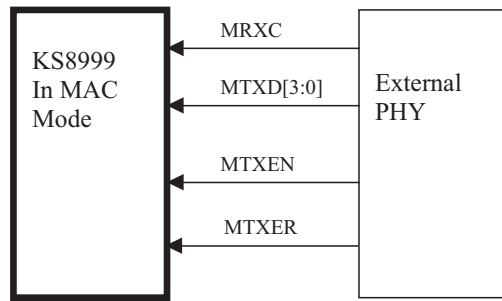 KS8999
In MAC
Mode
MRXC
MTXD[3:0]
MTXEN
MTXER
External
PHY